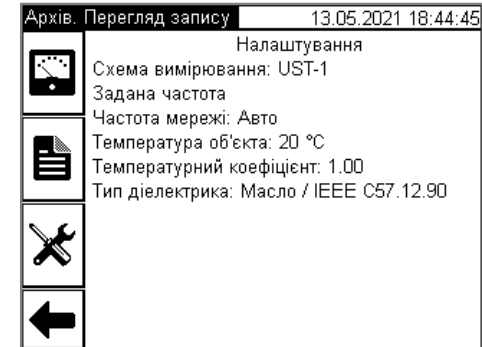 Архів. Перегляд запису 13.05.2021 18:44:45
Налаштування
Схема вимірювання: UST-1
Задана частота
Частота мережі: Авто
Температура об'єкта: 20 °C
Температурний коефіцієнт: 1.00
Тип діелектрика: Масло / IEEE C57.12.90